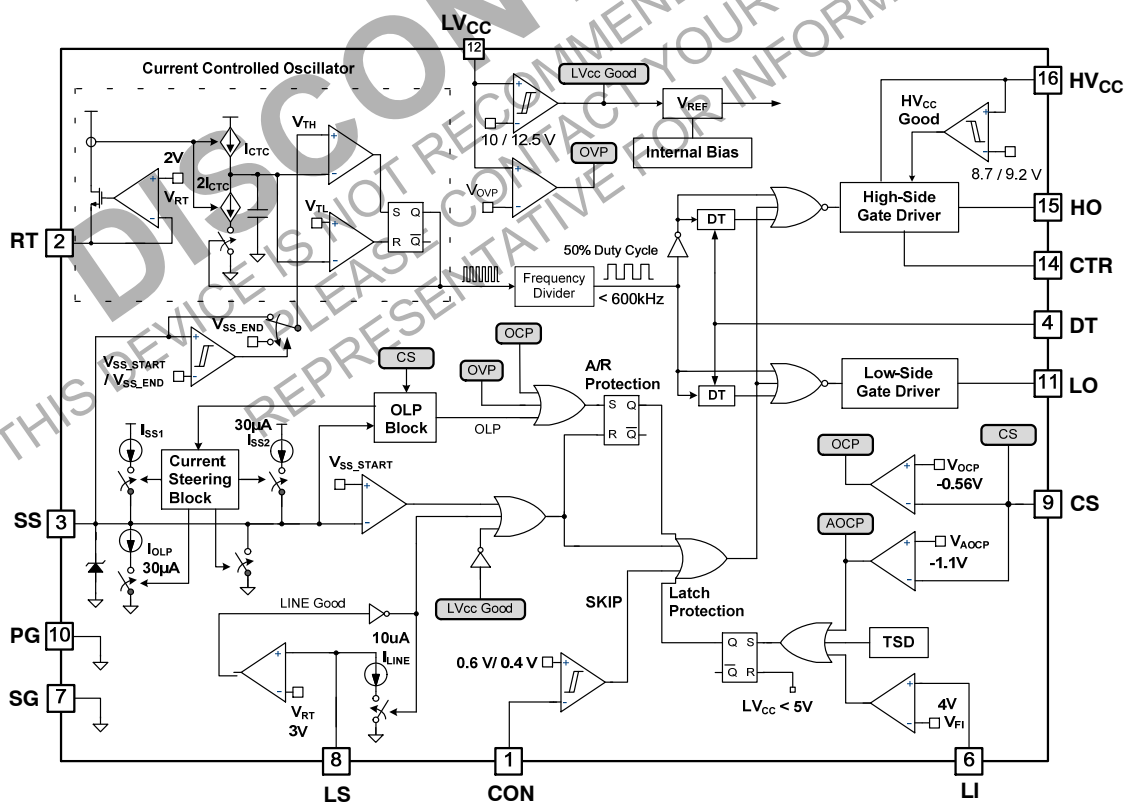 LVCC
12
Current Controlled Oscillator
LVcc Good
16
HVCC
VTH
VREF
HVCC
Good
ICTC
10 / 12.5 V
OVP
Internal Bias
2V
8.7 / 9.2 V
VRT
2ICTC
VOVP
VTL
S Q
R Q
DT
High-Side
Gate Driver
15
HO
RT
2
50% Duty Cycle
14
CTR
Frequency
Divider
< 600kHz
VSS_END
OCP
4
DT
VSS_START
/ VSS_END
CS
OVP
A/R
Protection
Low-Side
Gate Driver
11
LO
OLP
Block
S Q
R Q
DT
OLP
ISS1
30µA
ISS2
OCP
CS
Current
Steering
Block
VSS_START
VOCP
-0.56V
9
CS
SS
3
AOCP
IOLP
30µA
VAOCP
-1.1V
LINE Good
LVcc Good
SKIP
Latch
Protection
PG
10
10uA
ILINE
0.6 V/ 0.4 V
Q S
Q R
TSD
SG
7
VRT
3V
LVCC < 5V
4V
VFI
8
1
6
LS
CON
LI
DISCON
THIS DEVICE IS NOT RECOMMEN
PLEASE CONTACT YOUR
REPRESENTATIVE FOR INFORM